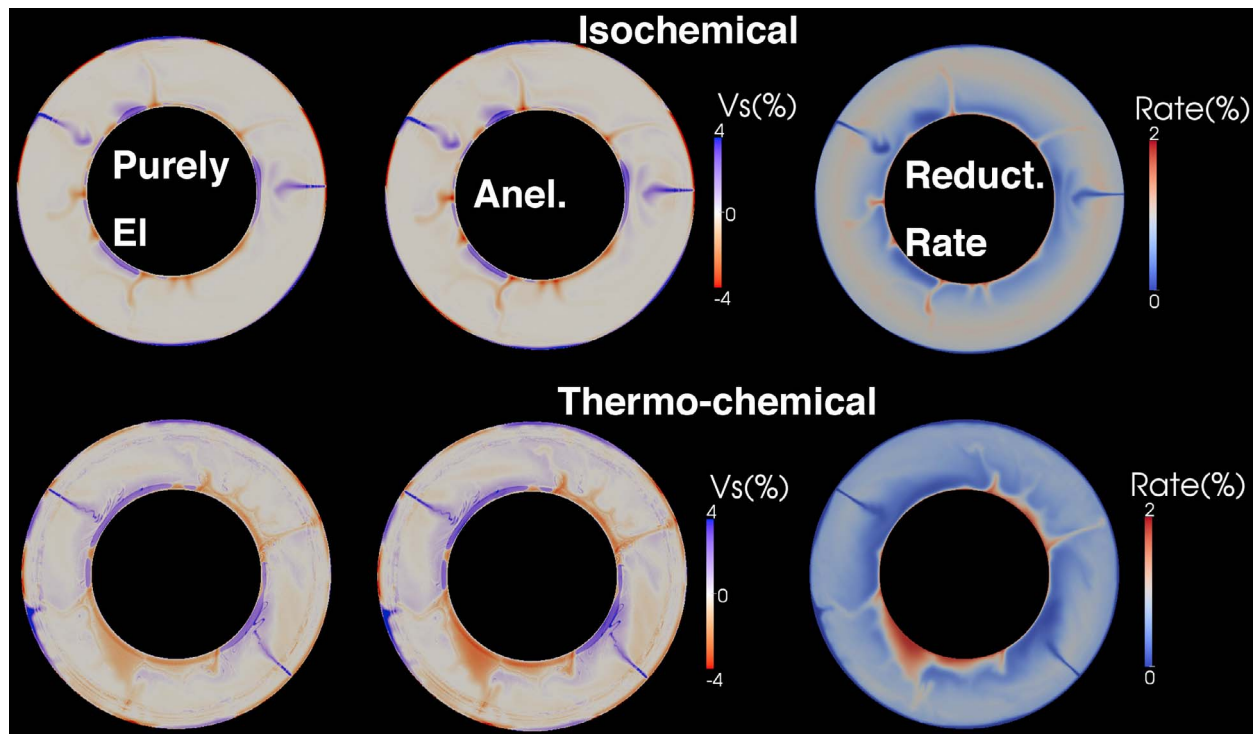 Isochemical
Purely
El
Anel.
Vs(%)
4
0
-4
Reduct.
Rate
Rate(%)
2
0
Thermo-chemical
Vs(%)
4
0
-4
Rate(%)
2
0